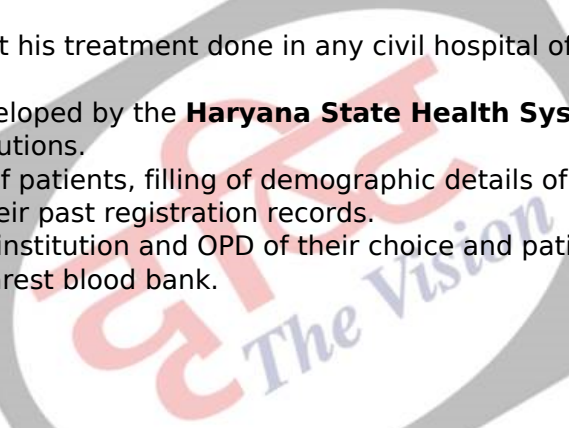 t his treatment done in any civil hospital of
eloped by the Haryana State Health Sys
utions.
f patients, filling of demographic details of
eir past registration records.
institution and OPD of their choice and pati
arest blood bank.
दृष्टि
The Vision